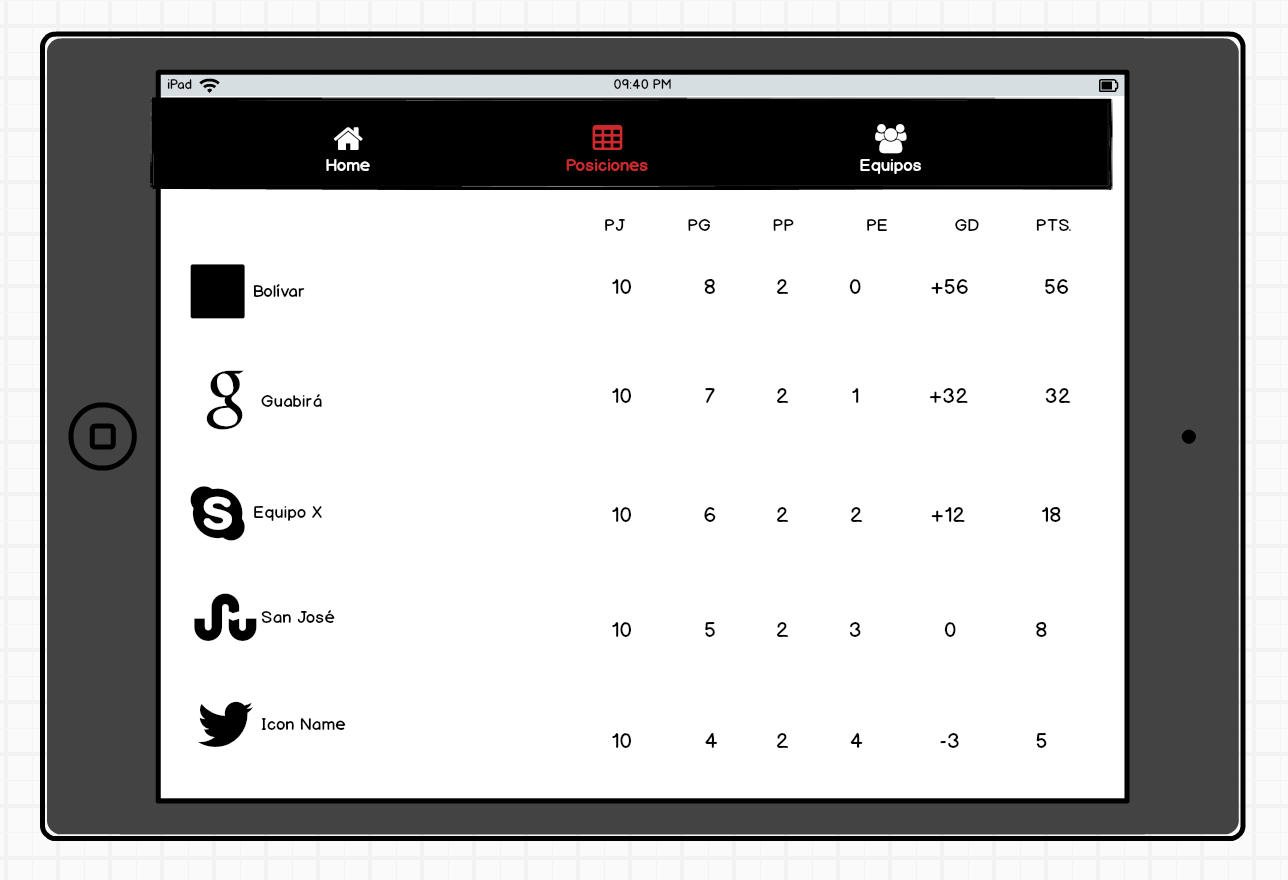 iPad 09:40 PM
Home Posiciones Equipos
PJ PG PP PE GD PTS.
Bolívar 10 8 2 0 +56 56
Guabirá 10 7 2 1 +32 32
Equipo X 10 6 2 2 +12 18
San José 10 5 2 3 0 8
Icon Name 10 4 2 4 -3 5